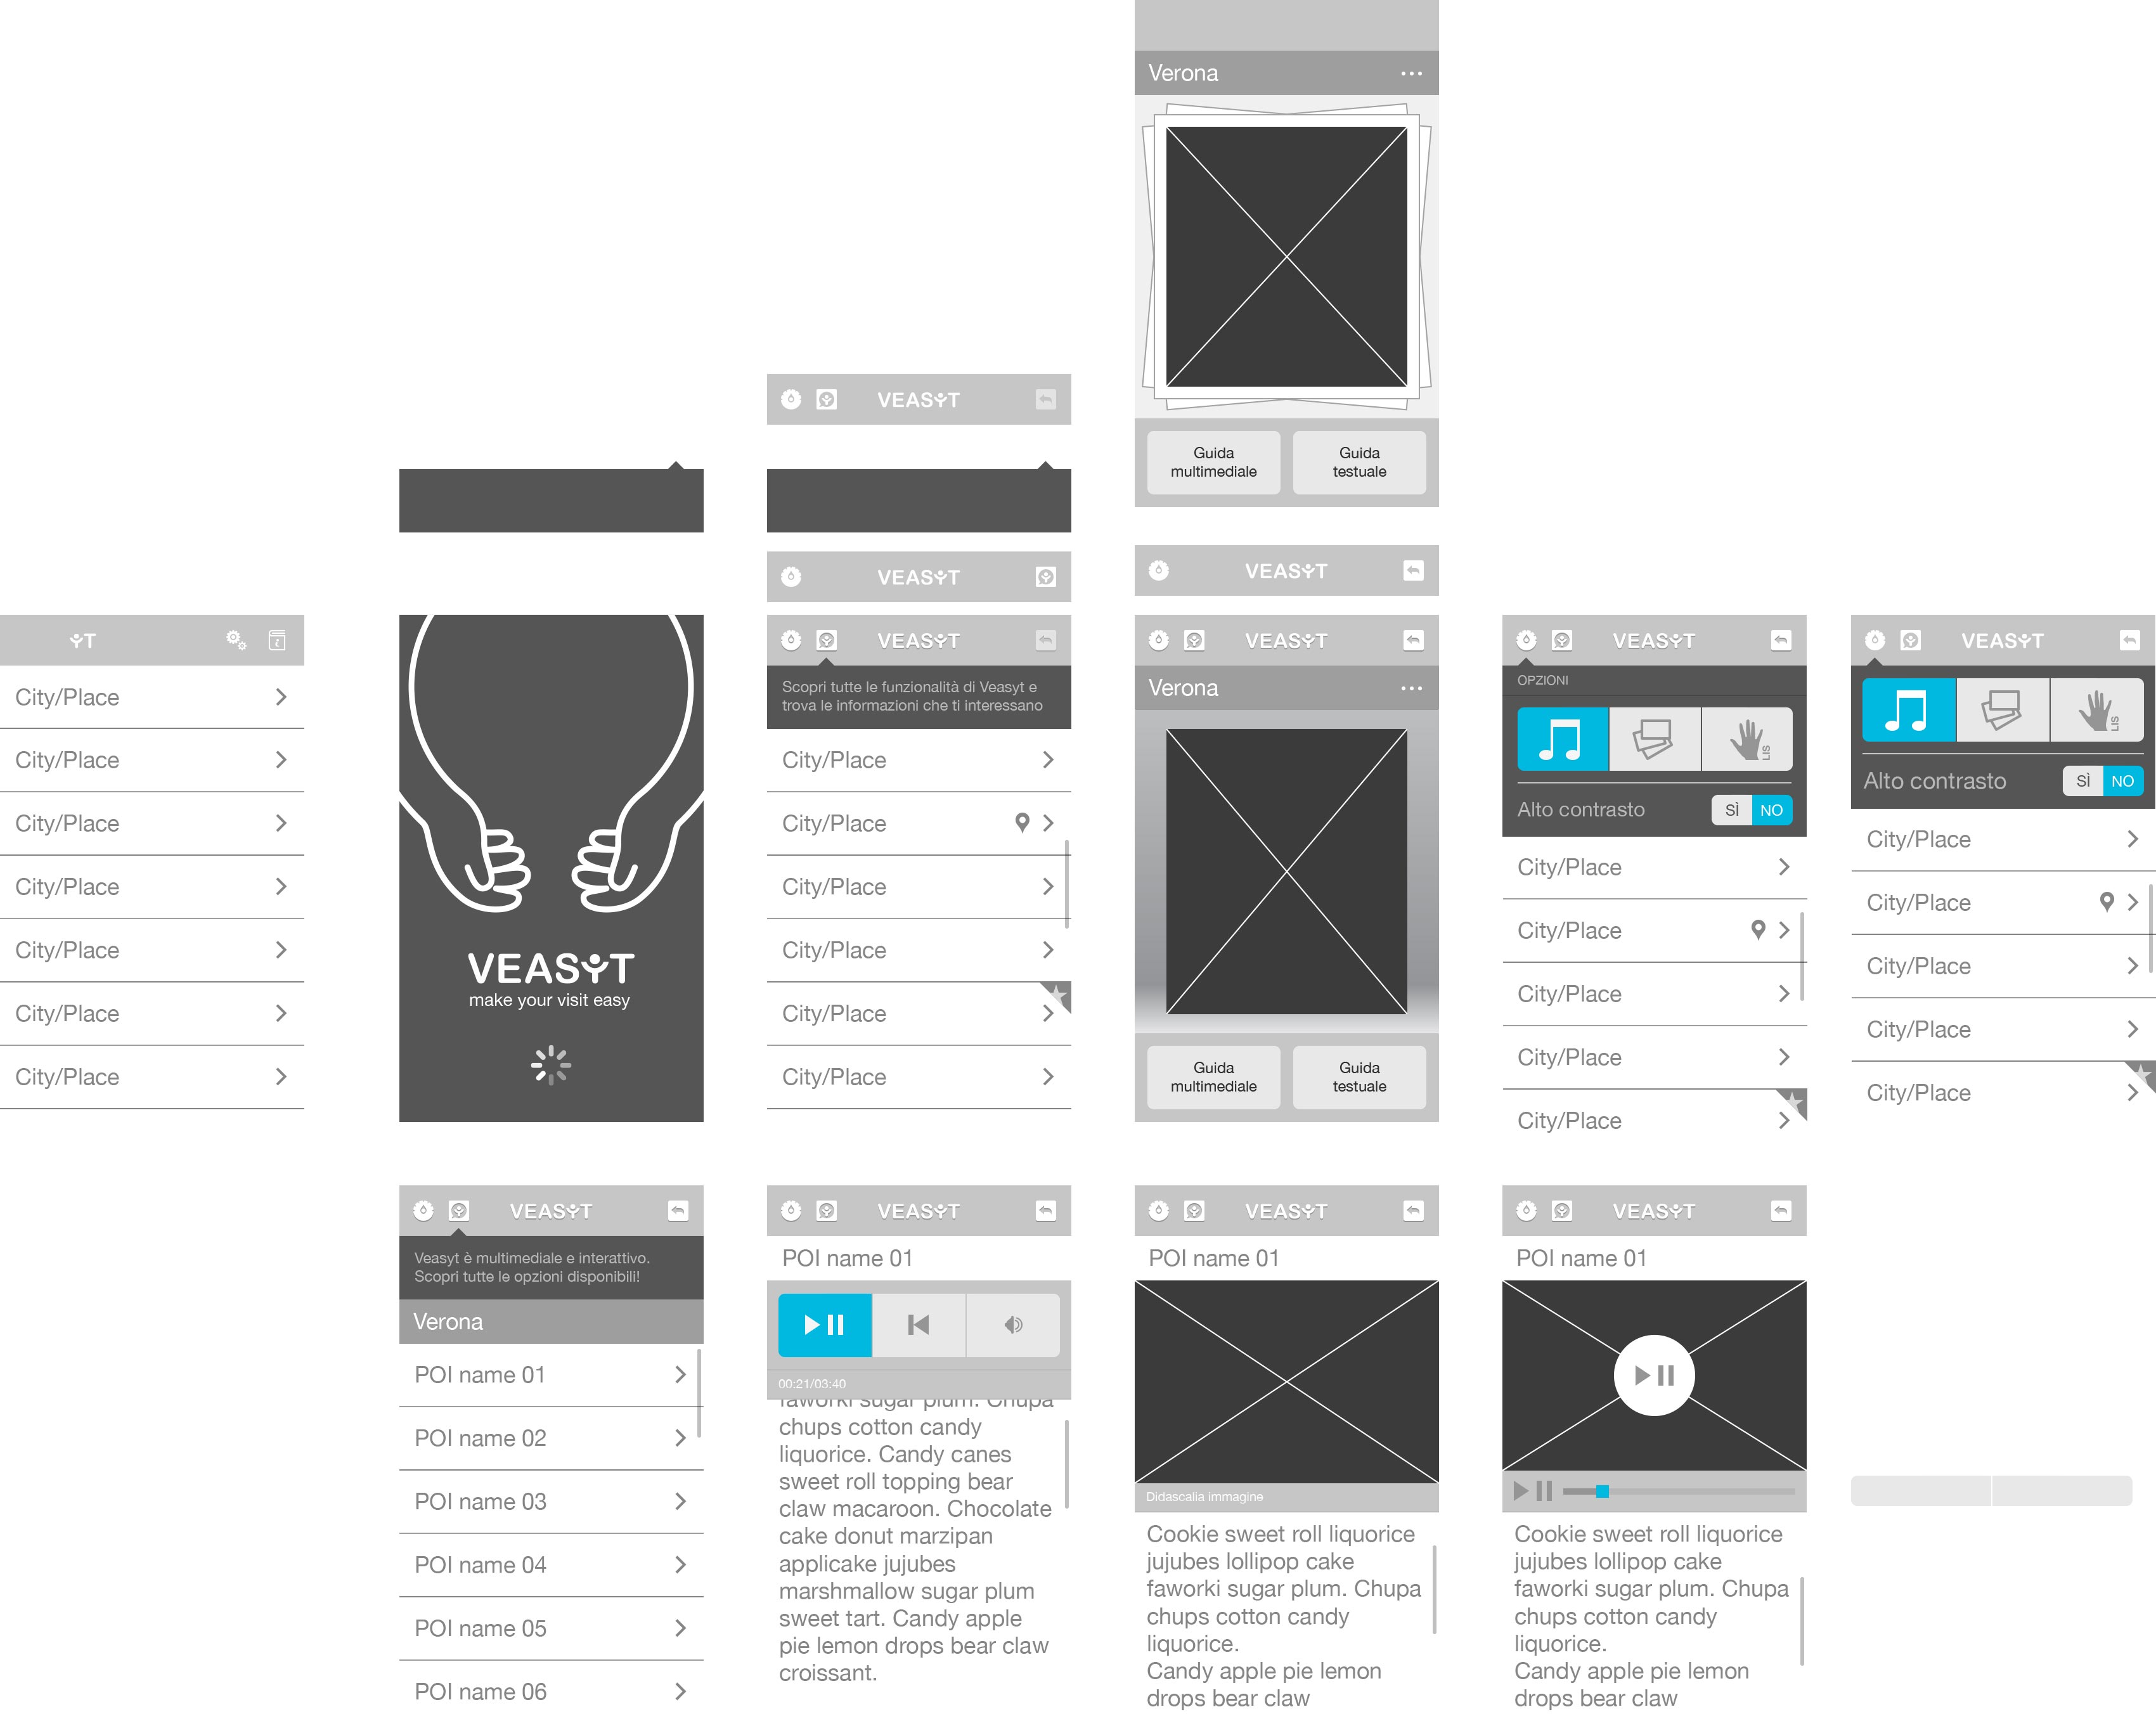 Verona
Guida
multimediale
Guida
testuale
VEASYT
VEASYT
VEASYT
YT
City/Place
City/Place
City/Place
City/Place
City/Place
City/Place
City/Place
VEASYT
make your visit easy
VEASYT
Scopri tutte le funzionalità di Veasyt e
trova le informazioni che ti interessano
City/Place
City/Place
City/Place
City/Place
City/Place
City/Place
VEASYT
Verona
Guida
multimediale
Guida
testuale
VEASYT
OPZIONI
LIS
Alto contrasto
SÌ
NO
City/Place
City/Place
City/Place
City/Place
City/Place
VEASYT
LIS
Alto contrasto
SÌ
NO
City/Place
City/Place
City/Place
City/Place
City/Place
VEASYT
Veasyt è multimediale e interattivo.
Scopri tutte le opzioni disponibili!
Verona
POI name 01
POI name 02
POI name 03
POI name 04
POI name 05
POI name 06
VEASYT
POI name 01
00:21/03:40
faworki sugar plum. Chupa
chups cotton candy
liquorice. Candy canes
sweet roll topping bear
claw macaroon. Chocolate
cake donut marzipan
applicake jujubes
marshmallow sugar plum
sweet tart. Candy apple
pie lemon drops bear claw
croissant.
VEASYT
POI name 01
Didascalia immagine
Cookie sweet roll liquorice
jujubes lollipop cake
faworki sugar plum. Chupa
chups cotton candy
liquorice.
Candy apple pie lemon
drops bear claw
VEASYT
POI name 01
Cookie sweet roll liquorice
jujubes lollipop cake
faworki sugar plum. Chupa
chups cotton candy
liquorice.
Candy apple pie lemon
drops bear claw